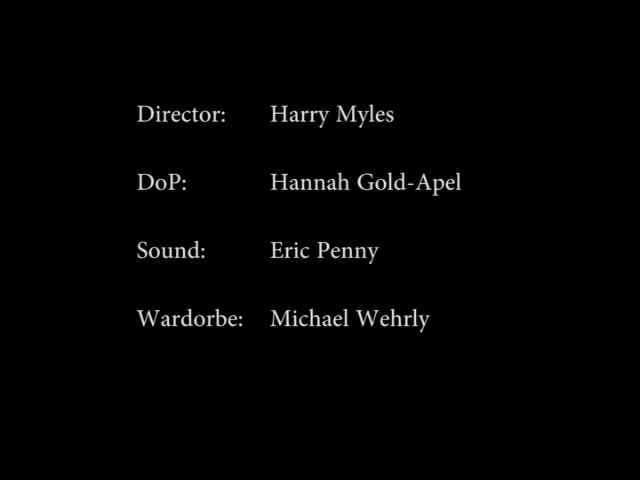 Director: Harry Myles
DoP: Hannah Gold-Apel
Sound: Eric Penny
Wardorbe: Michael Wehrly